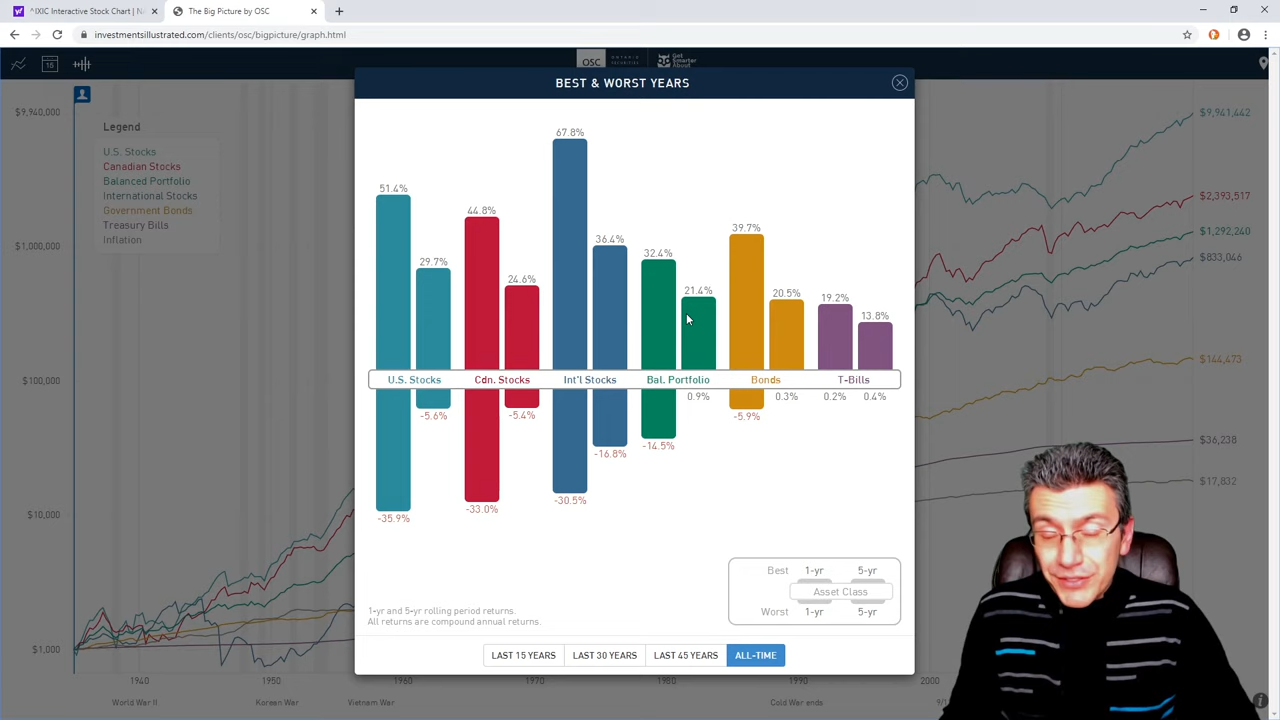 ^IXIC Interactive Stock Chart | N
The Big Picture by OSC
investmentsillustrated.com/clients/osc/bigpicture/graph.html
16
OSC
ONTARIO
SECURITIES
Get
Smarter
About
BEST & WORST YEARS
$9,940,000
$1,000,000
$100,000
$10,000
$1,000
Legend
U.S. Stocks
Canadian Stocks
Balanced Portfolio
International Stocks
Government Bonds
Treasury Bills
Inflation
67.8%
51.4%
44.8%
39.7%
36.4%
32.4%
29.7%
24.6%
21.4%
20.5%
19.2%
13.8%
U.S. Stocks
Cdn. Stocks
Int'l Stocks
Bal. Portfolio
Bonds
T-Bills
0.9%
0.3%
0.2%
0.4%
-5.6%
-5.4%
-5.9%
-14.5%
-16.8%
-30.5%
-33.0%
-35.9%
Best 1-yr 5-yr
Asset Class
Worst 1-yr 5-yr
1-yr and 5-yr rolling period returns.
All returns are compound annual returns.
LAST 15 YEARS LAST 30 YEARS LAST 45 YEARS ALL-TIME
$9,941,442
$2,393,517
$1,292,240
$833,046
$144,473
$36,238
$17,832
1940 1950 1960 1970 1980 1990 2000
World War II Korean War Vietnam War Cold War ends